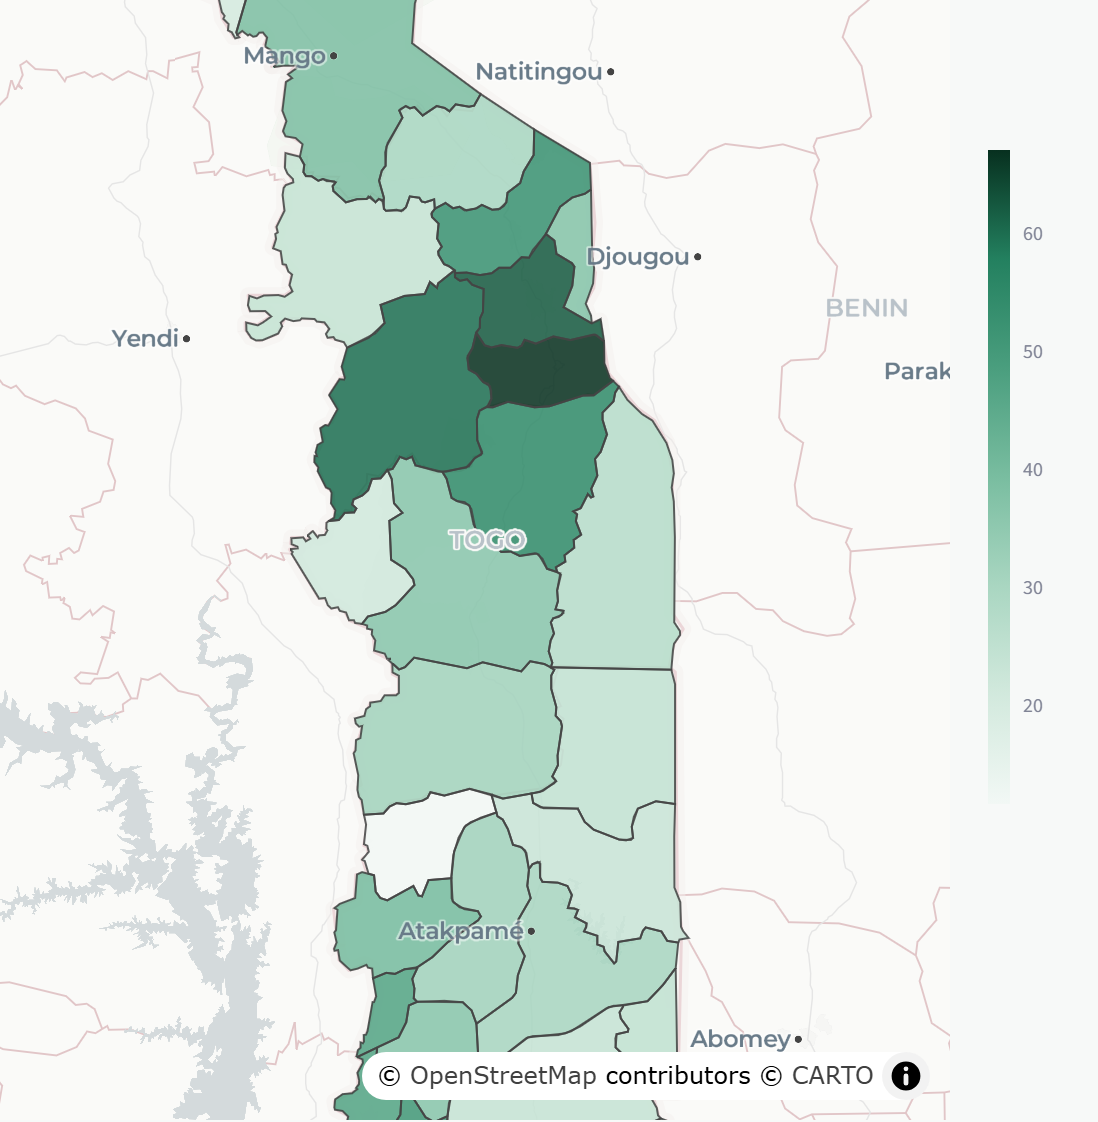 Mango
Natitingou
Djougou
BENIN
Yendi
Parak
TOGO
Atakpamé
Abomey
60
50
40
30
20
© OpenStreetMap contributors © CARTO